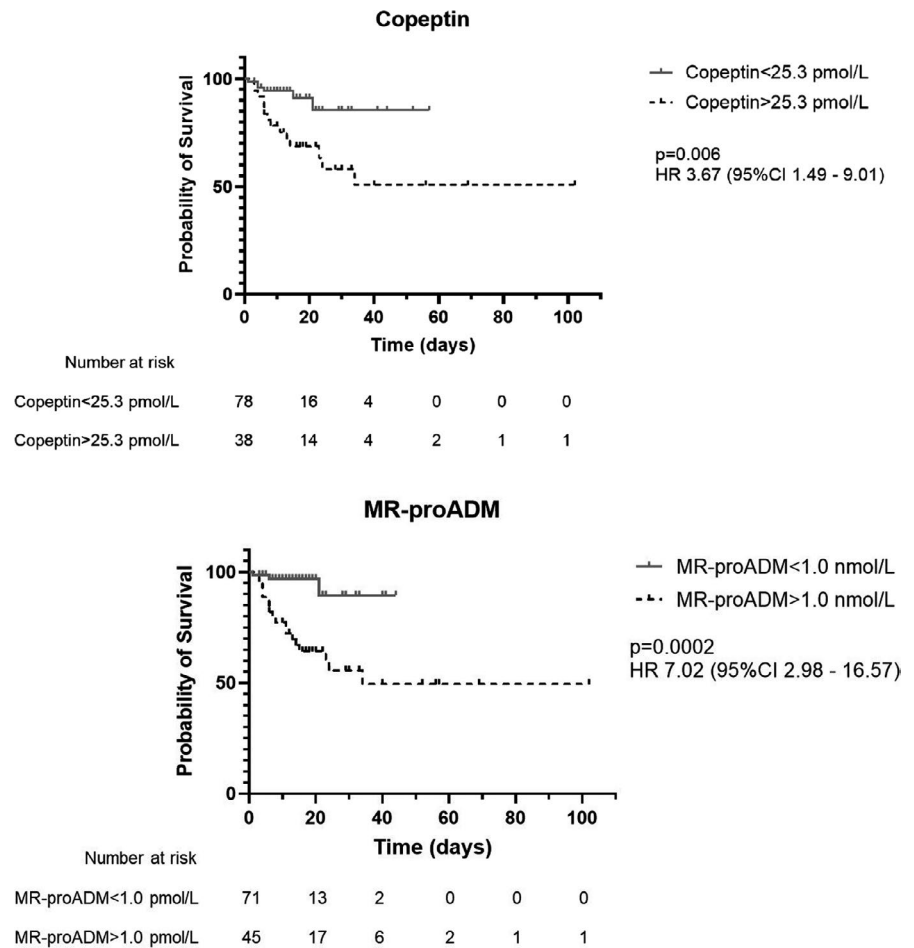 Copeptin
Probability of Survival
100
50
0
0 20 40 60 80 100
Time (days)
Copeptin<25.3 pmol/L
Copeptin>25.3 pmol/L
p=0.006
HR 3.67 (95%CI 1.49 - 9.01)
Number at risk
Copeptin<25.3 pmol/L 78 16 4 0 0 0
Copeptin>25.3 pmol/L 38 14 4 2 1 1
MR-proADM
Probability of Survival
100
50
0
0 20 40 60 80 100
Time (days)
MR-proADM<1.0 nmol/L
MR-proADM>1.0 nmol/L
p=0.0002
HR 7.02 (95%CI 2.98 - 16.57)
Number at risk
MR-proADM<1.0 pmol/L 71 13 2 0 0 0
MR-proADM>1.0 pmol/L 45 17 6 2 1 1